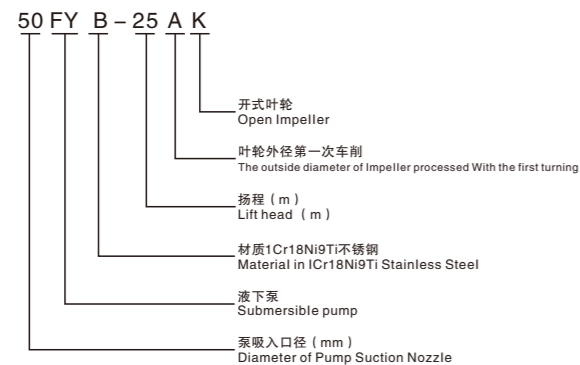 50 FY B – 25 A K
开式叶轮
Open Impeller
叶轮外径第一次车削
The outside diameter of Impeller processed With the first turning
扬程（m）
Lift head （m）
材质1Cr18Ni9Ti不锈钢
Material in ICr18Ni9Ti Stainless Steel
液下泵
Submersible pump
泵吸入口径（mm）
Diameter of Pump Suction Nozzle